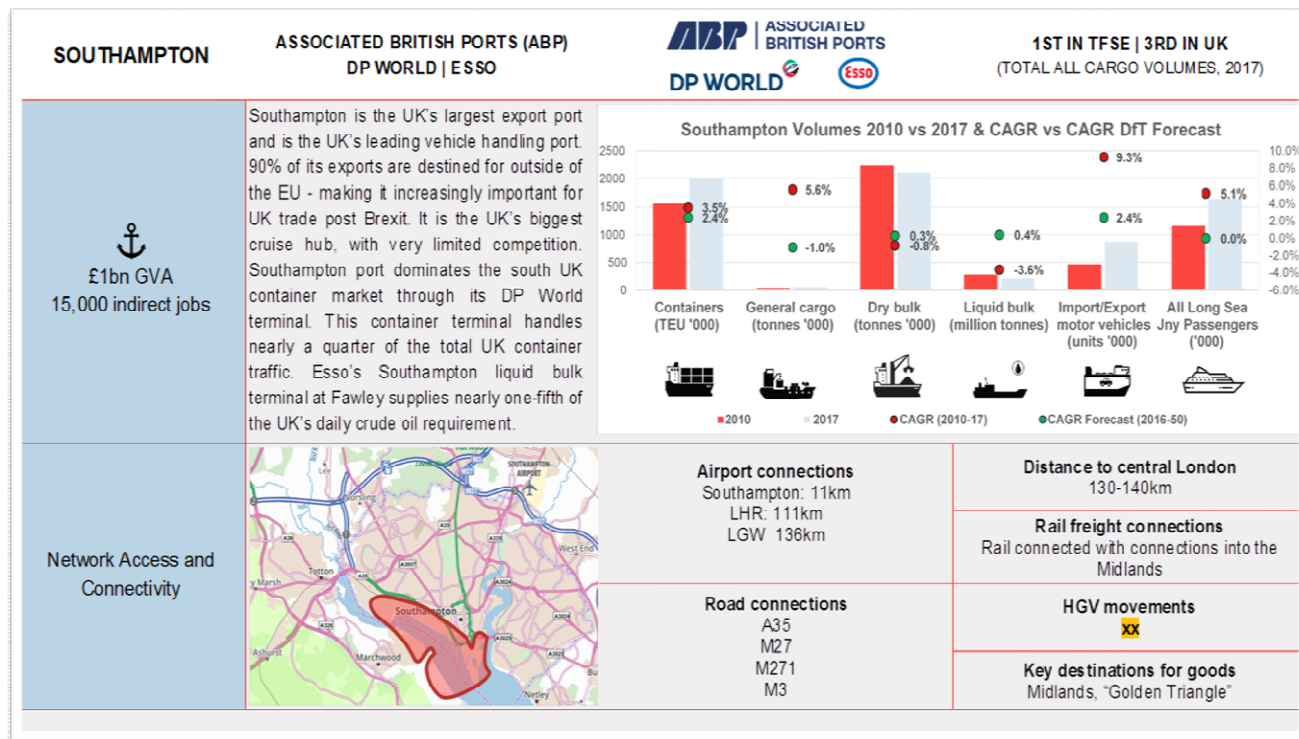 SOUTHAMPTON
ASSOCIATED BRITISH PORTS (ABP)
DP WORLD | ESSO
ABP
ASSOCIATED
BRITISH PORTS
DP WORLD
Esso
1ST IN TFSE | 3RD IN UK
(TOTAL ALL CARGO VOLUMES, 2017)
£1bn GVA
15,000 indirect jobs
Southampton is the UK's largest export port
and is the UK's leading vehicle handling port.
90% of its exports are destined for outside of
the EU - making it increasingly important for
UK trade post Brexit. It is the UK's biggest
cruise hub, with very limited competition.
Southampton port dominates the south UK
container market through its DP World
terminal. This container terminal handles
nearly a quarter of the total UK container
traffic. Esso's Southampton liquid bulk
terminal at Fawley supplies nearly one-fifth of
the UK's daily crude oil requirement.
Southampton Volumes 2010 vs 2017 & CAGR vs CAGR DfT Forecast
2500
2000
1500
1000
500
0
3.5%
2.4%
5.6%
-1.0%
0.3%
-0.8%
0.4%
-3.6%
9.3%
2.4%
5.1%
0.0%
10.0%
8.0%
6.0%
4.0%
2.0%
0.0%
-2.0%
-4.0%
-6.0%
Containers
(TEU '000)
General cargo
(tonnes '000)
Dry bulk
(tonnes '000)
Liquid bulk
(million tonnes)
Import/Export
motor vehicles
(units '000)
All Long Sea
Jny Passengers
('000)
2010
2017
CAGR (2010-17)
CAGR Forecast (2016-50)
Network Access and
Connectivity
Lee
Nursling
SOUTHAMPTON
AIRPORT
A35
West End
A3057
Totton
A3024
Southampton
A3024
A3025
A326
Marchwood
Ashurst
Netley
Airport connections
Southampton: 11km
LHR: 111km
LGW 136km
Road connections
A35
M27
M271
M3
Distance to central London
130-140km
Rail freight connections
Rail connected with connections into the
Midlands
HGV movements
xx
Key destinations for goods
Midlands, "Golden Triangle"